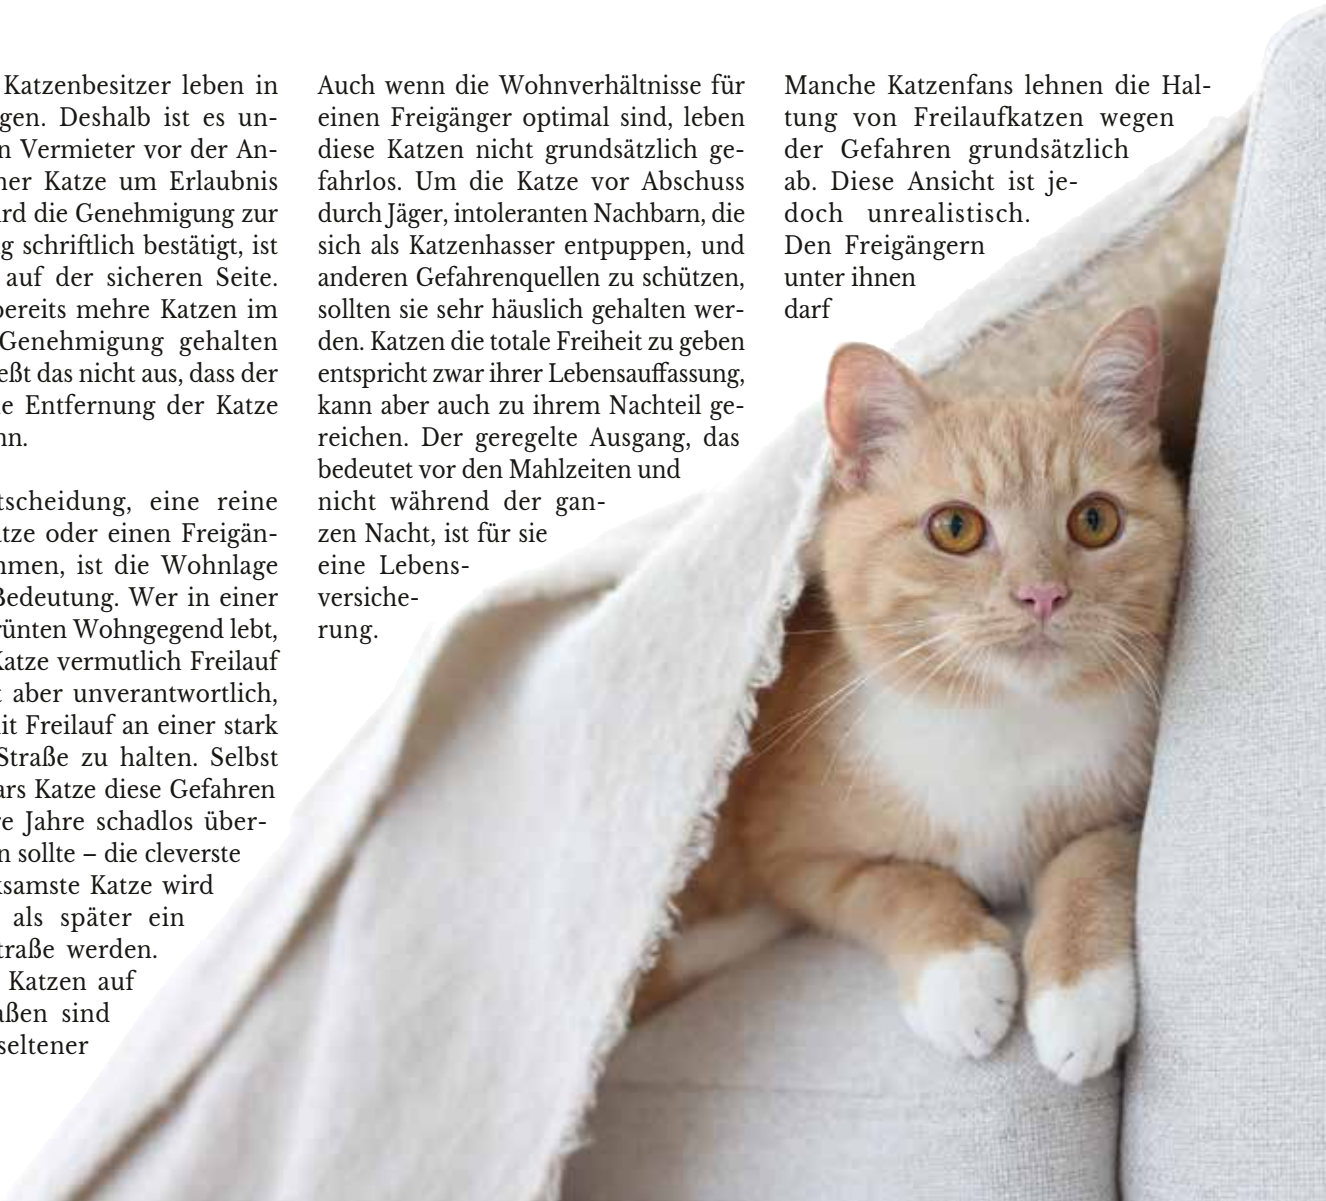 Katzenbesitzer leben in
gen. Deshalb ist es un-
n Vermieter vor der An-
ner Katze um Erlaubnis
rd die Genehmigung zur
g schriftlich bestätigt, ist
auf der sicheren Seite.
bereits mehre Katzen im
Genehmigung gehalten
eßt das nicht aus, dass der
e Entfernung der Katze
nn.
tscheidung, eine reine
atze oder einen Freigän-
hmen, ist die Wohnlage
Bedeutung. Wer in einer
rünten Wohngegend lebt,
Katze vermutlich Freilauf
t aber unverantwortlich,
it Freilauf an einer stark
Straße zu halten. Selbst
ars Katze diese Gefahren
re Jahre schadlos über-
n sollte – die cleverste
ksamste Katze wird
als später ein
traße werden.
Katzen auf
aßen sind
seltener
Auch wenn die Wohnverhältnisse für
einen Freigänger optimal sind, leben
diese Katzen nicht grundsätzlich ge-
fahrlos. Um die Katze vor Abschuss
durch Jäger, intoleranten Nachbarn, die
sich als Katzenhasser entpuppen, und
anderen Gefahrenquellen zu schützen,
sollten sie sehr häuslich gehalten wer-
den. Katzen die totale Freiheit zu geben
entspricht zwar ihrer Lebensauffassung,
kann aber auch zu ihrem Nachteil ge-
reichen. Der geregelte Ausgang, das
bedeutet vor den Mahlzeiten und
nicht während der gan-
zen Nacht, ist für sie
eine Lebens-
versiche-
rung.
Manche Katzenfans lehnen die Hal-
tung von Freilaufkatzen wegen
der Gefahren grundsätzlich
ab. Diese Ansicht ist je-
doch unrealistisch.
Den Freigängern
unter ihnen
darf